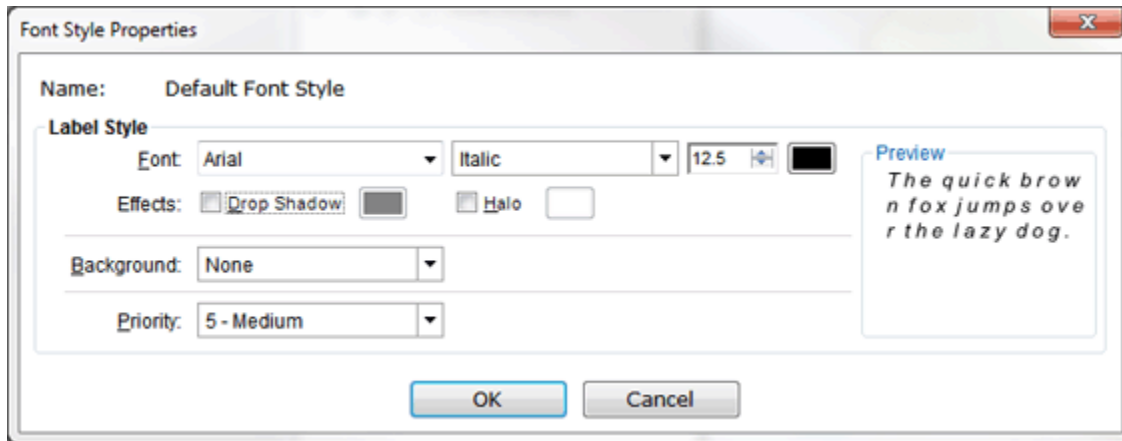 Font Style Properties
Name: Default Font Style
Label Style
Font: Arial Italic 12.5
Effects: Drop Shadow Halo
Background: None
Priority: 5 - Medium
Preview
The quick brow
n fox jumps ove
r the lazy dog.
OK Cancel